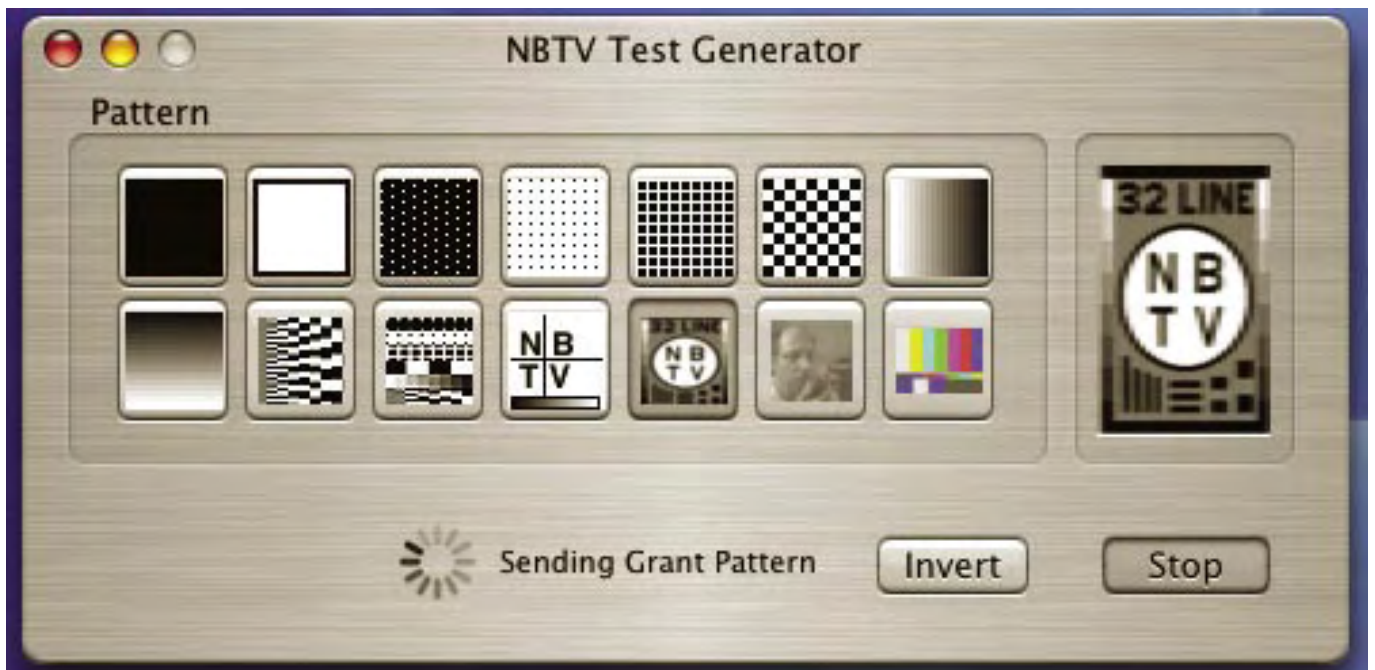 NBTV Test Generator
Pattern
32 LINE
N B
T V
N B
T V
32 LINE
N B
T V
Sending Grant Pattern
Invert
Stop